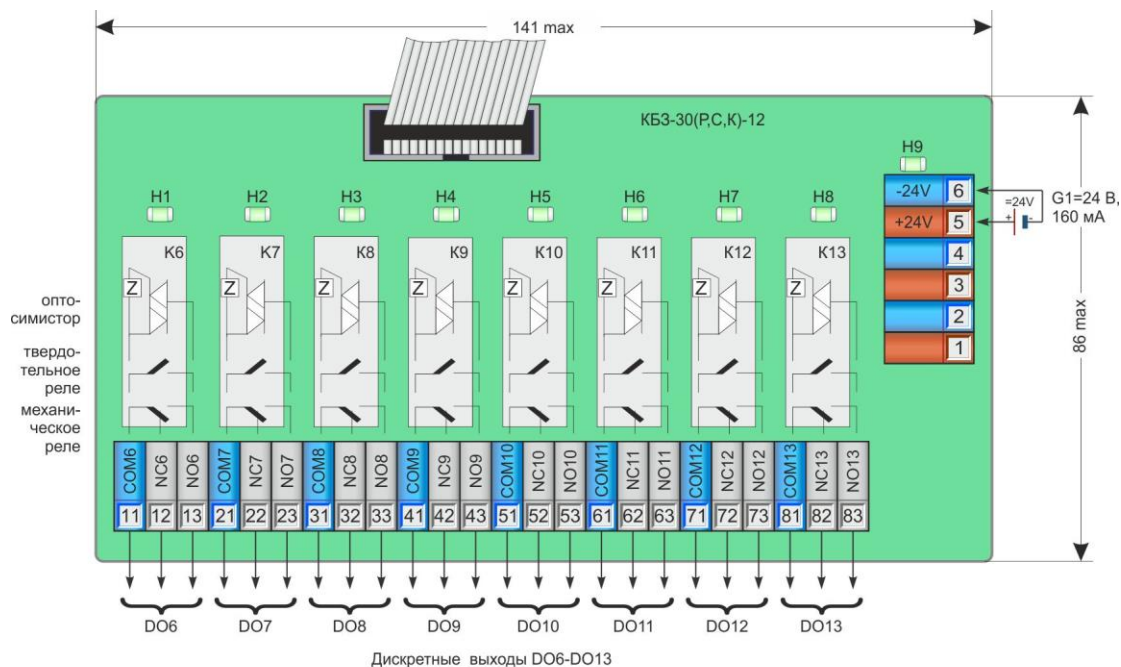 141 max
КБЗ-30(Р,С,К)-12
H9
H1 H2 H3 H4 H5 H6 H7 H8
-24V 6
+24V 5
4
3
2
1
=24V
+ -
G1=24 В,
160 мА
86 max
K6 K7 K8 K9 K10 K11 K12 K13
Z Z Z Z Z Z Z Z
опто-
симистор
твердо-
тельное
реле
механи-
ческое
реле
COM6 NC6 NO6 COM7 NC7 NO7 COM8 NC8 NO8 COM9 NC9 NO9 COM10 NC10 NO10 COM11 NC11 NO11 COM12 NC12 NO12 COM13 NC13 NO13
11 12 13 21 22 23 31 32 33 41 42 43 51 52 53 61 62 63 71 72 73 81 82 83
DO6 DO7 DO8 DO9 DO10 DO11 DO12 DO13
Дискретные выходы DO6-DO13